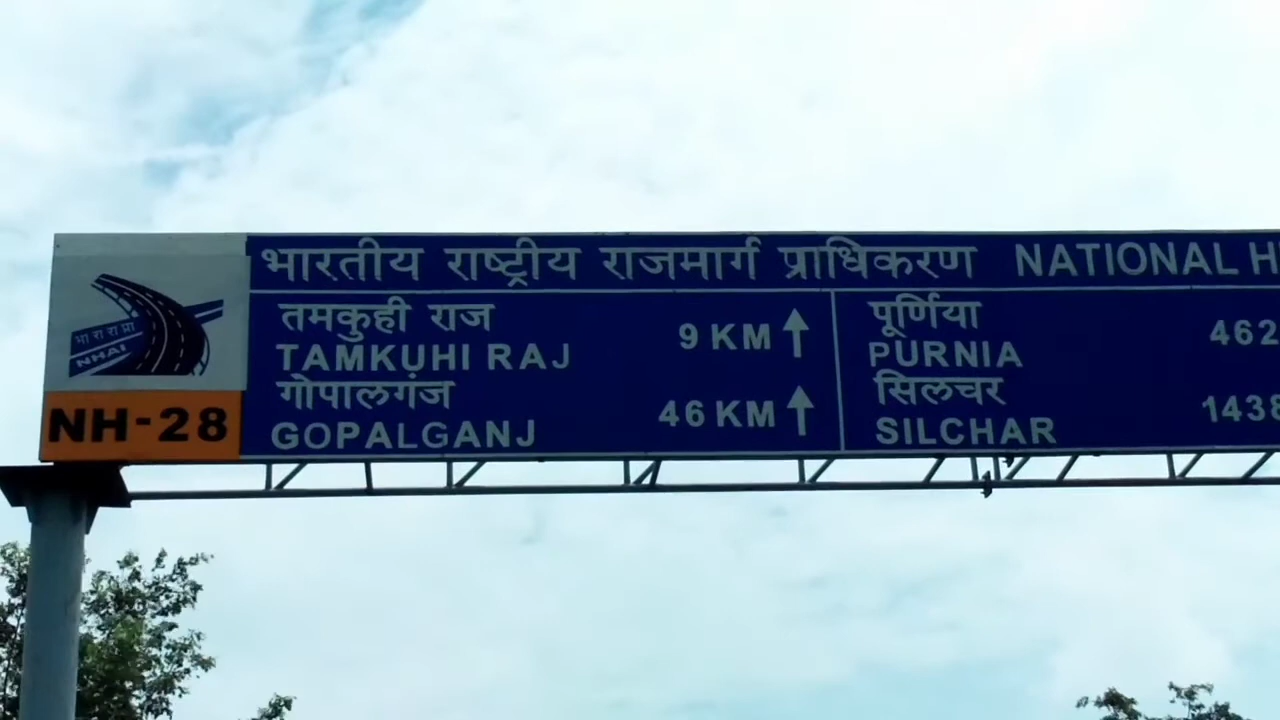 भारतीय राष्ट्रीय राजमार्ग प्राधिकरण NATIONAL H
भा रा रा प्रा
NHAI
NH-28
तमकुही राज
TAMKUHI RAJ 9 KM
गोपालगंज
GOPALGANJ 46 KM
पूर्णिया
PURNIA 462
सिलचर
SILCHAR 1438